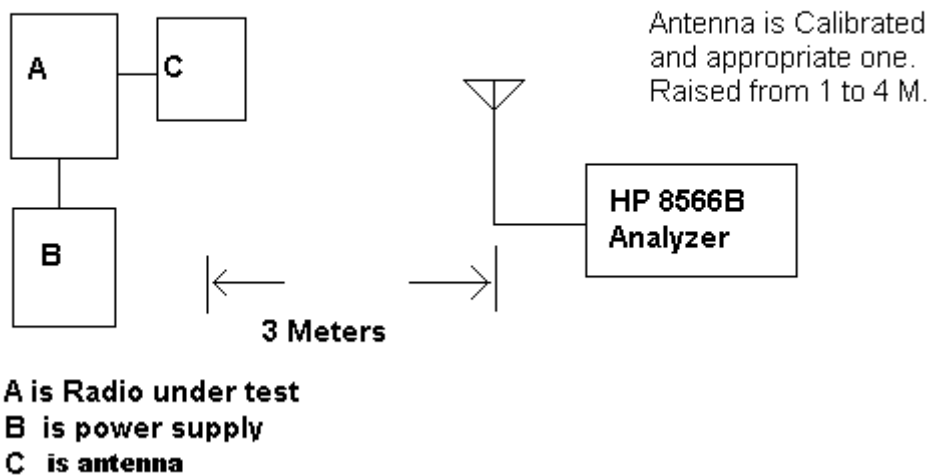 Antenna is Calibrated
and appropriate one.
Raised from 1 to 4 M.
A
C
HP 8566B
Analyzer
B
3 Meters
A is Radio under test
B is power supply
C is antenna